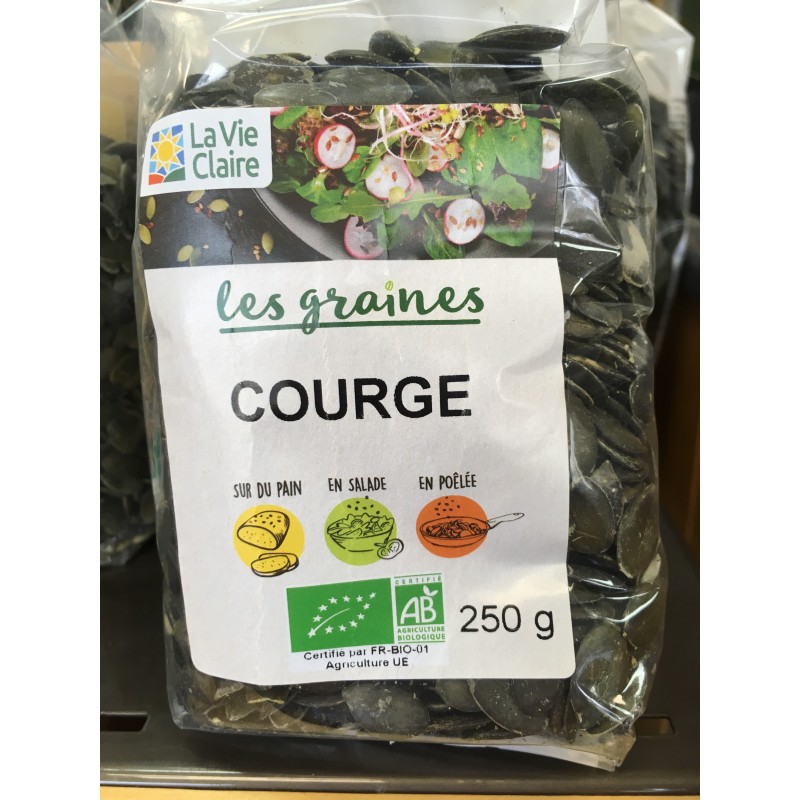 La Vie
Claire
les graines
COURGE
SUR DU PAIN EN SALADE EN POÊLÉE
CERTIFIÉ
AB
AGRICULTURE
BIOLOGIQUE
250 g
Certifié par FR-BIO-01
Agriculture UE